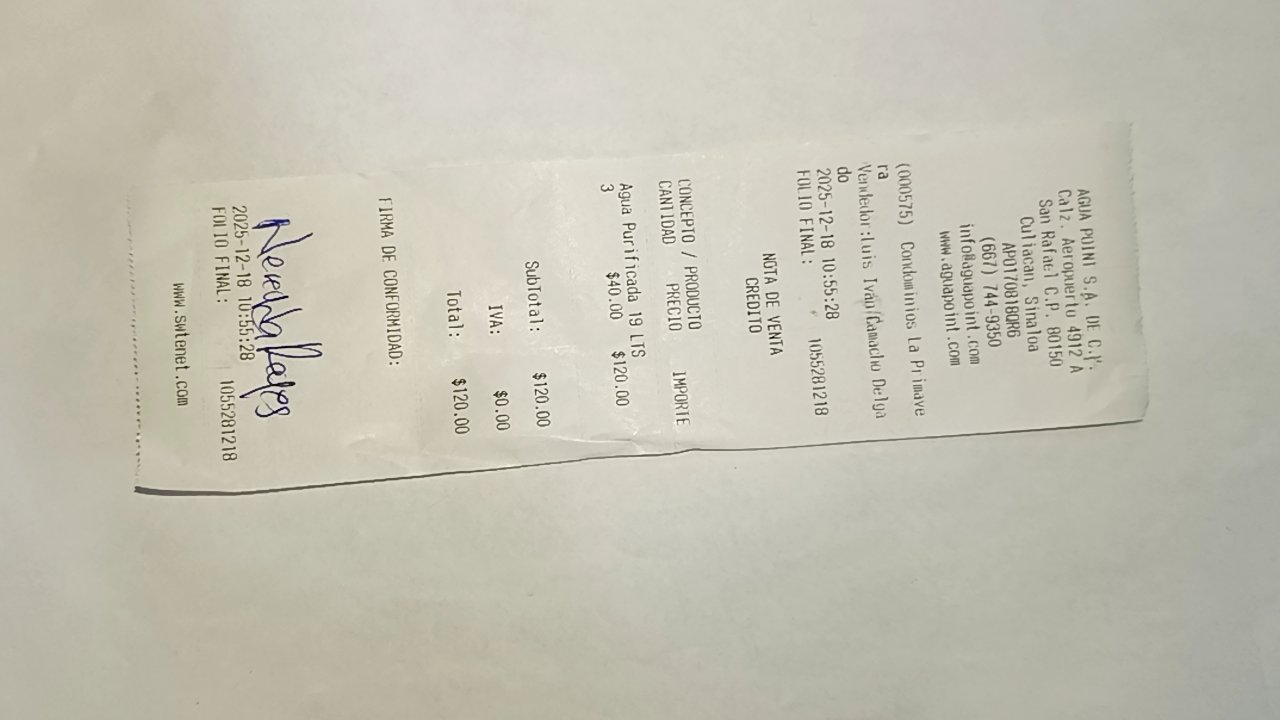 AGUA POINT S.A. DE C.V.
Calz. Aeropuerto 4912 A
San Rafael C.P. 80150
Culiacan, Sinaloa
APO170818QR6
(667) 744-9350
info@aguapoint.com
www.aguapoint.com
(000575) Condominios La Primave
ra
Vendedor:Luis Iván Camacho Delga
do
2025-12-18 10:55:28
FOLIO FINAL: 1055281218
NOTA DE VENTA
CREDITO
CONCEPTO / PRODUCTO
CANTIDAD PRECIO IMPORTE
Agua Purificada 19 LTS
3 $40.00 $120.00
SubTotal: $120.00
IVA: $0.00
Total: $120.00
FIRMA DE CONFORMIDAD:
2025-12-18 10:55:28
FOLIO FINAL: 1055281218
www.swtenet.com